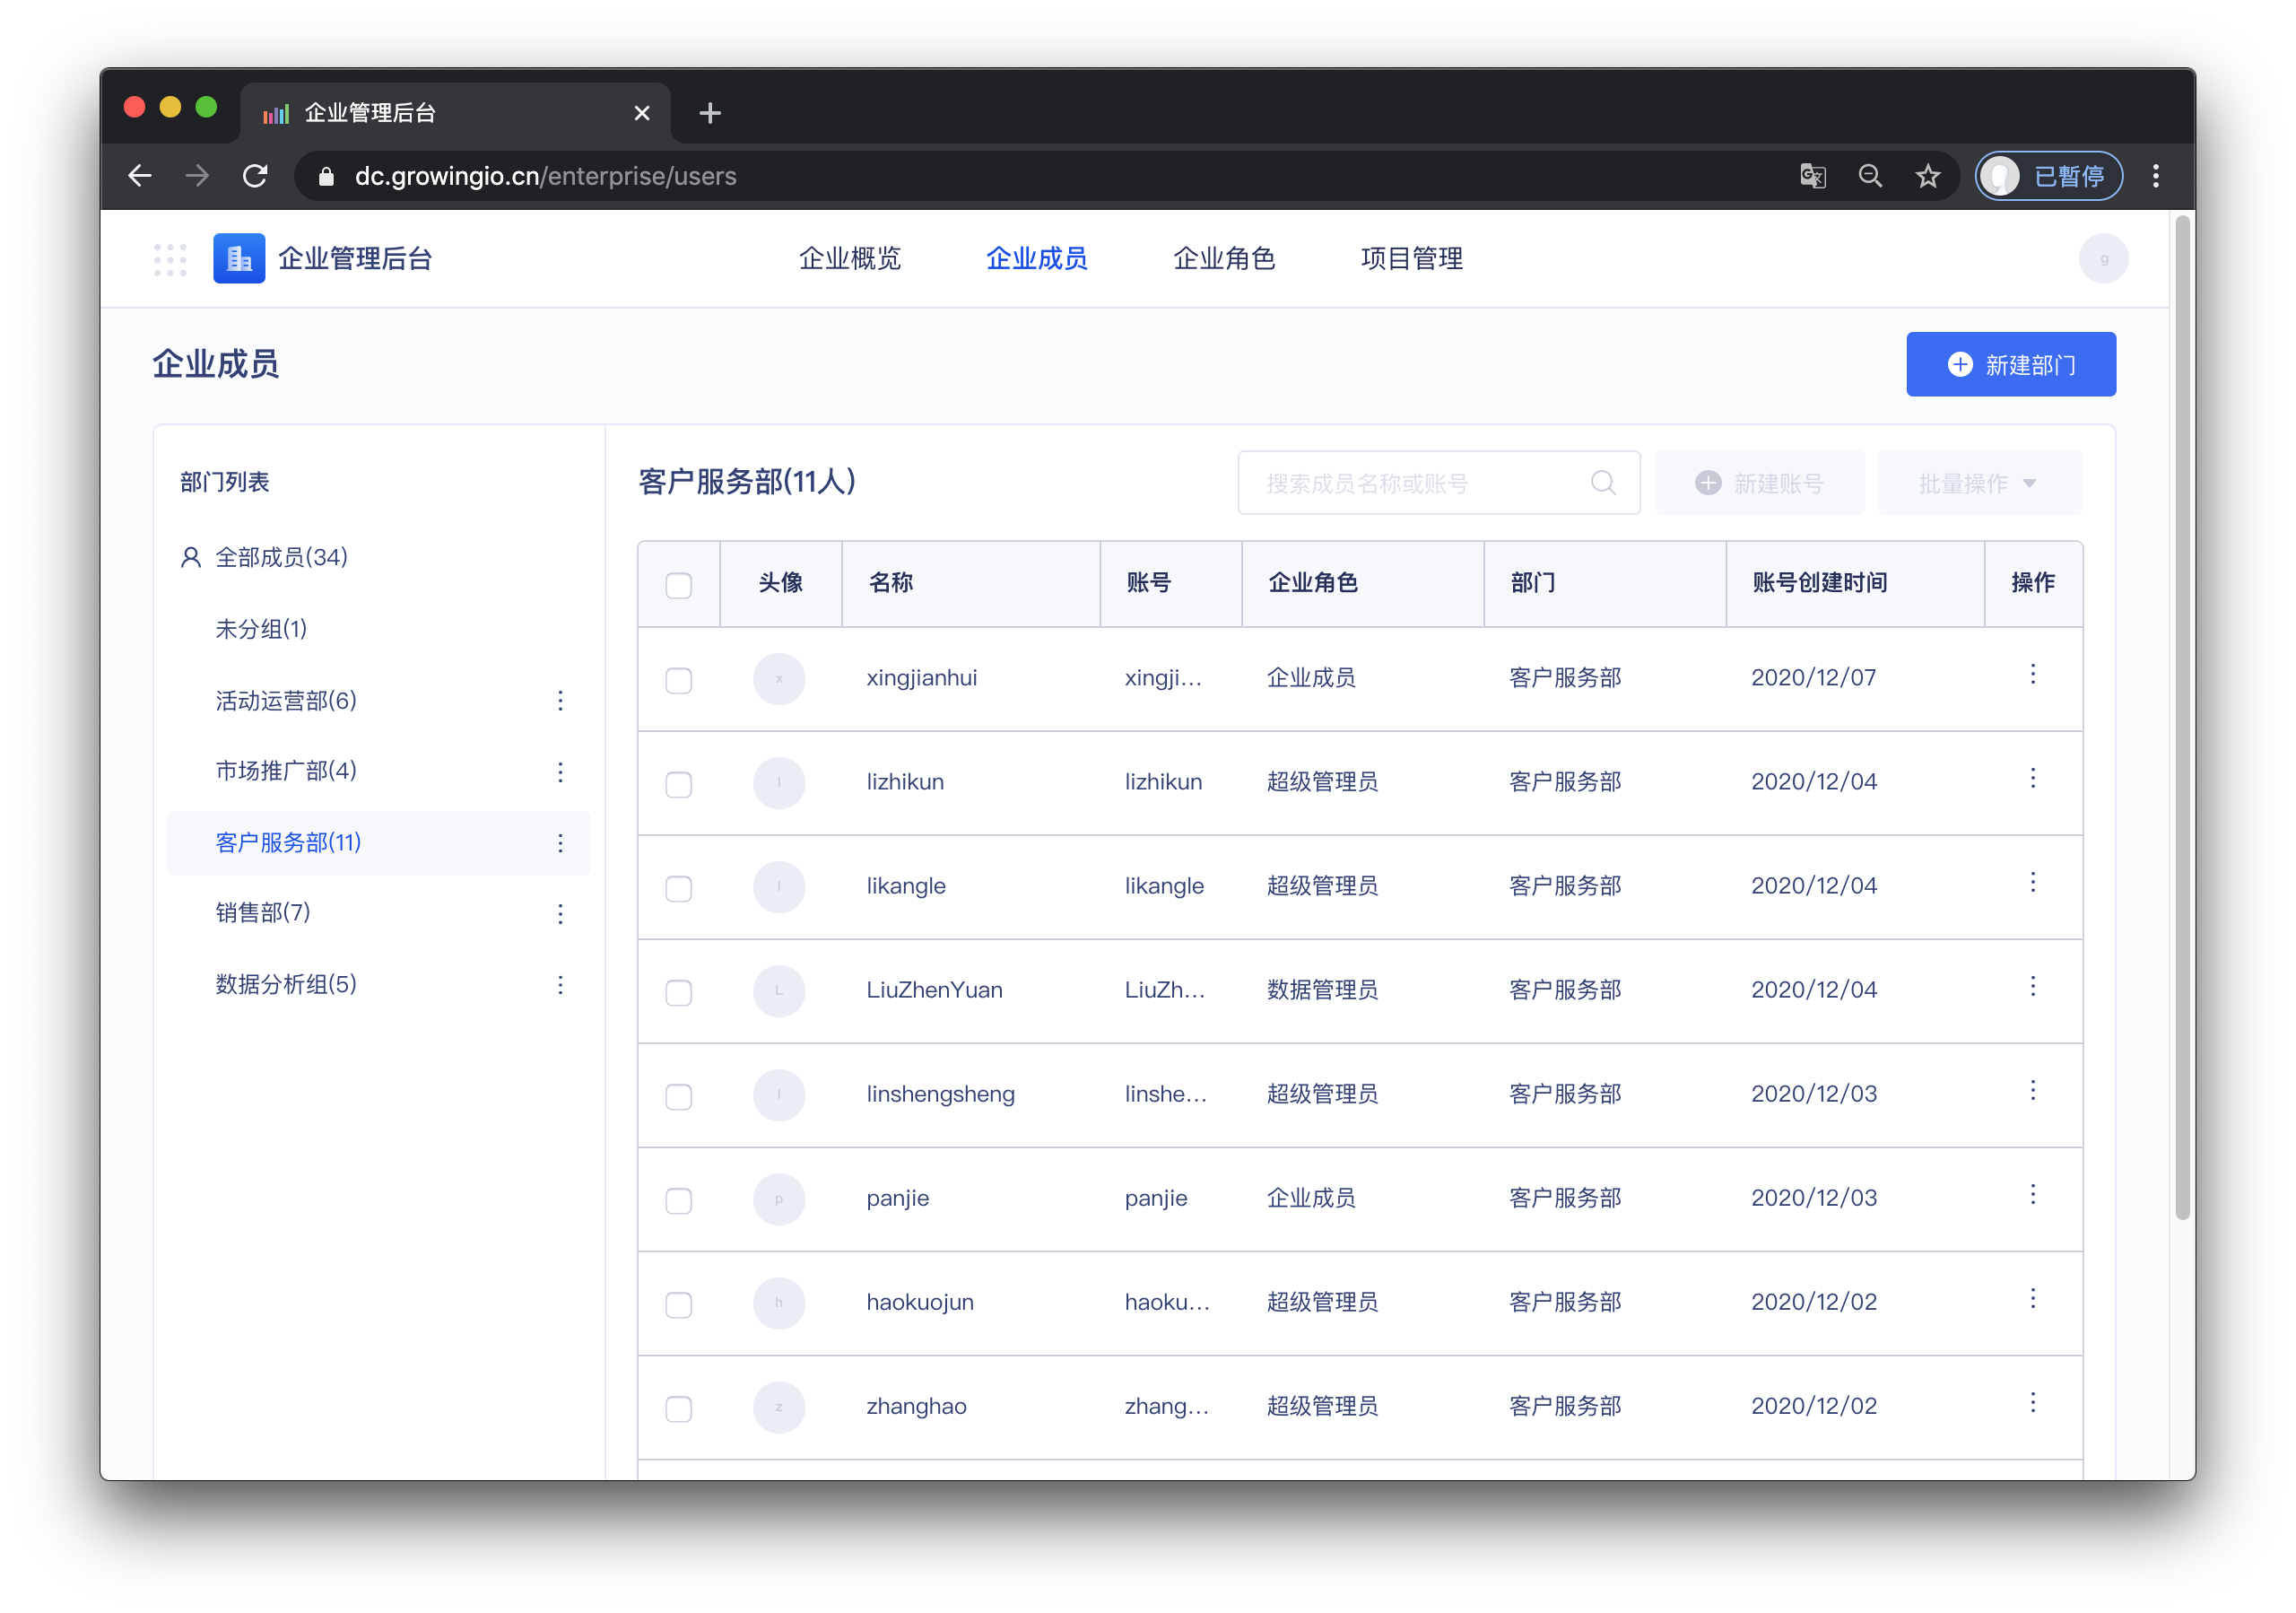 企业管理后台
dc.growingio.cn/enterprise/users
已暂停
企业管理后台 企业概览 企业成员 企业角色 项目管理 g
企业成员 新建部门
部门列表
全部成员(34)
未分组(1)
活动运营部(6)
市场推广部(4)
客户服务部(11)
销售部(7)
数据分析组(5)
客户服务部(11人) 搜索成员名称或账号 新建账号 批量操作
头像 名称 账号 企业角色 部门 账号创建时间 操作
x xingjianhui xingji... 企业成员 客户服务部 2020/12/07
l lizhikun lizhikun 超级管理员 客户服务部 2020/12/04
l likangle likangle 超级管理员 客户服务部 2020/12/04
L LiuZhenYuan LiuZh... 数据管理员 客户服务部 2020/12/04
l linshengsheng linshe... 超级管理员 客户服务部 2020/12/03
p panjie panjie 企业成员 客户服务部 2020/12/03
h haokuojun haoku... 超级管理员 客户服务部 2020/12/02
z zhanghao zhang... 超级管理员 客户服务部 2020/12/02